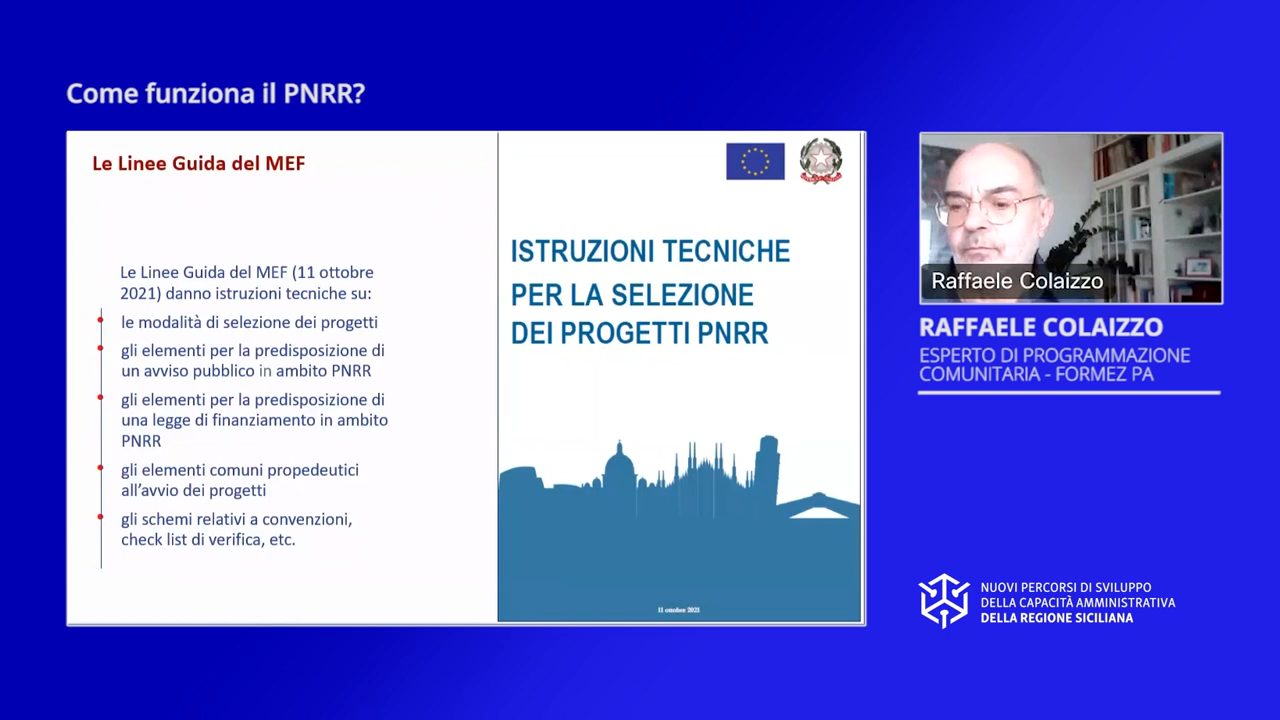 Come funziona il PNRR?
Le Linee Guida del MEF
Le Linee Guida del MEF (11 ottobre
2021) danno istruzioni tecniche su:
le modalità di selezione dei progetti
gli elementi per la predisposizione di
un avviso pubblico in ambito PNRR
gli elementi per la predisposizione di
una legge di finanziamento in ambito
PNRR
gli elementi comuni propedeutici
all'avvio dei progetti
gli schemi relativi a convenzioni,
check list di verifica, etc.
ISTRUZIONI TECNICHE
PER LA SELEZIONE
DEI PROGETTI PNRR
11 ottobre 2021
Raffaele Colaizzo
RAFFAELE COLAIZZO
ESPERTO DI PROGRAMMAZIONE
COMUNITARIA - FORMEZ PA
NUOVI PERCORSI DI SVILUPPO
DELLA CAPACITÀ AMMINISTRATIVA
DELLA REGIONE SICILIANA